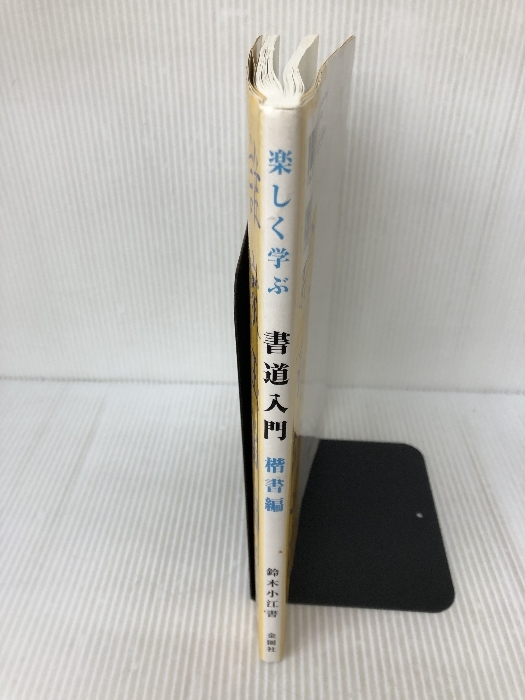 楽しく学ぶ
書道入門
楷書編
鈴木小江書
金園社